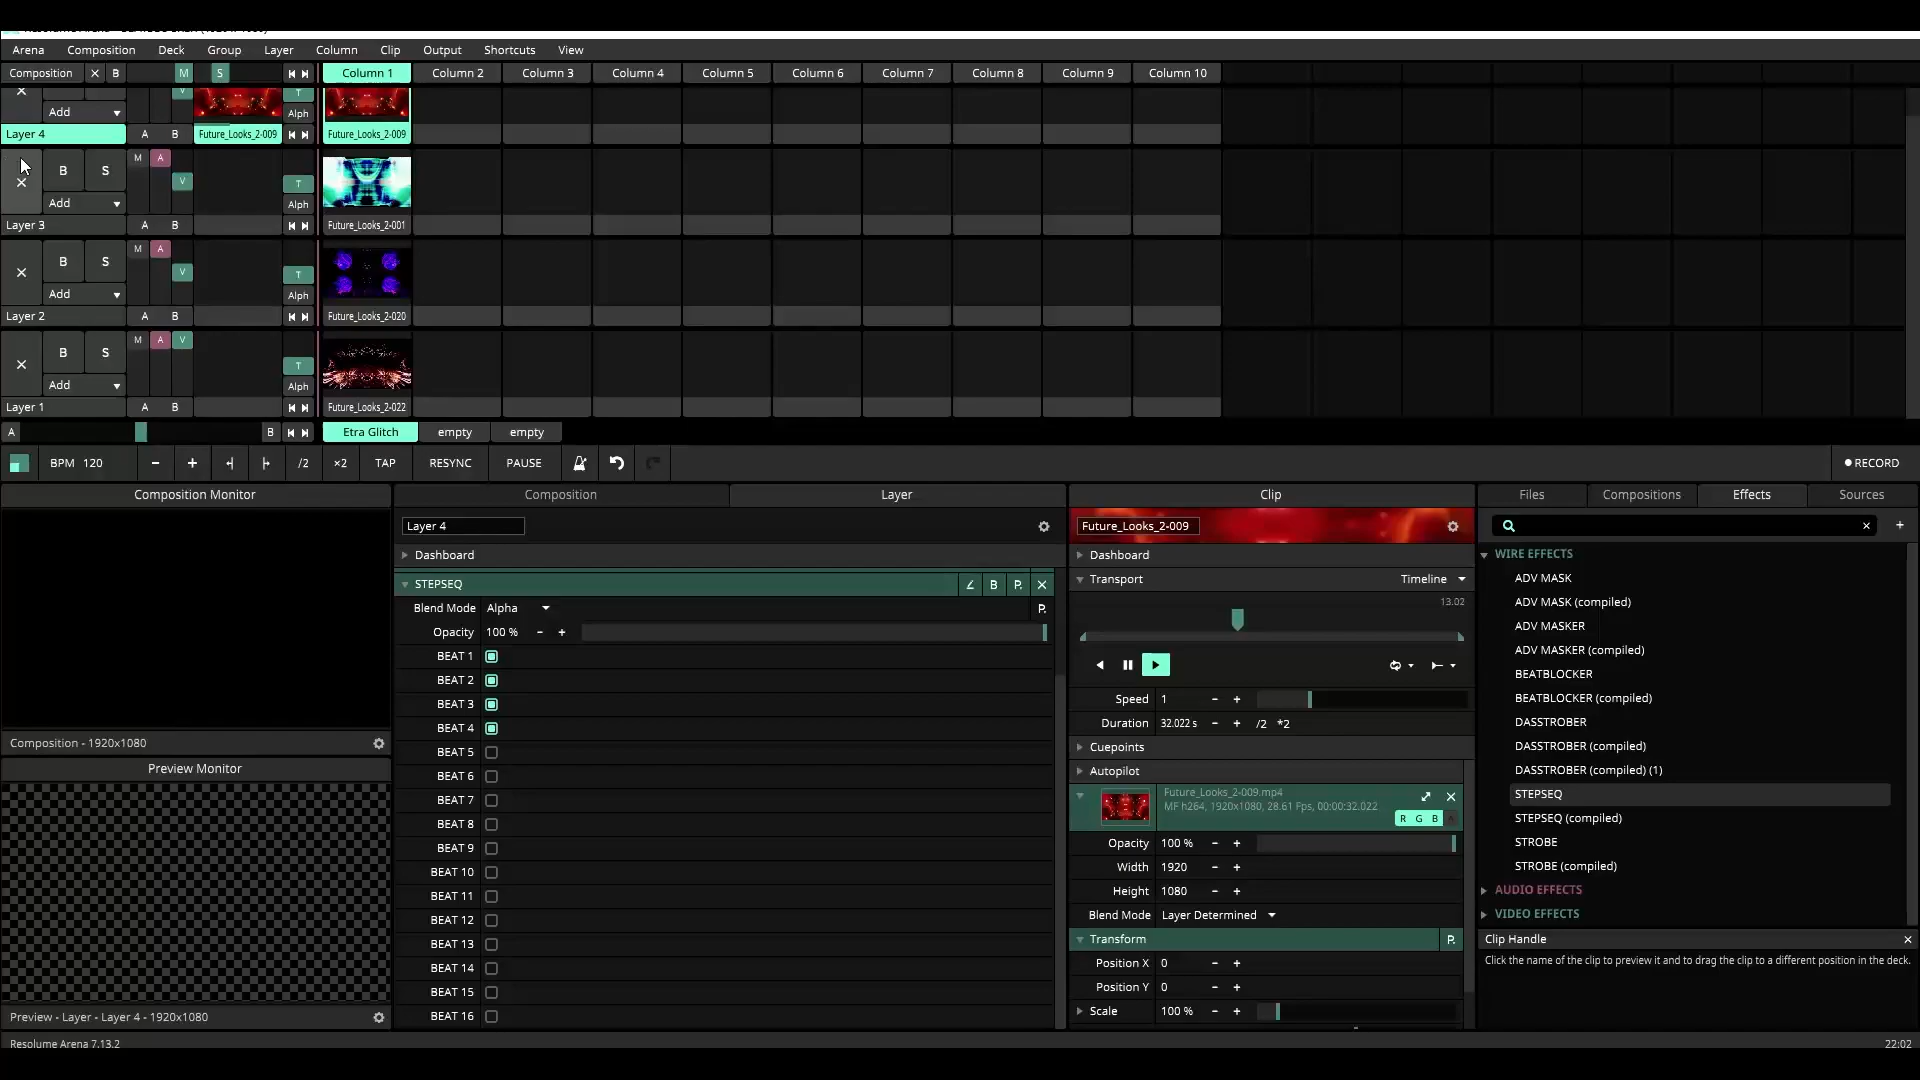 Arena Composition Deck Group Layer Column Clip Output Shortcuts View
Composition × B M S Column 1 Column 2 Column 3 Column 4 Column 5 Column 6 Column 7 Column 8 Column 9 Column 10
× V T
Add Alph
Layer 4 A B Future_Looks_2-009 Future_Looks_2-009
× B S M A V T
Add Alph
Layer 3 A B Future_Looks_2-001
× B S M A V T
Add Alph
Layer 2 A B Future_Looks_2-020
× B S M A V T
Add Alph
Layer 1 A B Future_Looks_2-022
A B Etra Glitch empty empty
BPM 120 - + /2 ×2 TAP RESYNC PAUSE RECORD
Composition Monitor
Composition - 1920x1080
Preview Monitor
Preview - Layer - Layer 4 - 1920x1080
Composition Layer
Layer 4
Dashboard
STEPSEQ B P. ×
Blend Mode Alpha P.
Opacity 100 % - +
BEAT 1
BEAT 2
BEAT 3
BEAT 4
BEAT 5
BEAT 6
BEAT 7
BEAT 8
BEAT 9
BEAT 10
BEAT 11
BEAT 12
BEAT 13
BEAT 14
BEAT 15
BEAT 16
Clip
Future_Looks_2-009
Dashboard
Transport Timeline
13.02
Speed 1 - +
Duration 32.022 s - + /2 *2
Cuepoints
Autopilot
Future_Looks_2-009.mp4
MF h264, 1920x1080, 28.61 Fps, 00:00:32.022
R G B A
Opacity 100 % - +
Width 1920 - +
Height 1080 - +
Blend Mode Layer Determined
Transform P.
Position X 0 - +
Position Y 0 - +
Scale 100 % - +
Files Compositions Effects Sources
× +
WIRE EFFECTS
ADV MASK
ADV MASK (compiled)
ADV MASKER
ADV MASKER (compiled)
BEATBLOCKER
BEATBLOCKER (compiled)
DASSTROBER
DASSTROBER (compiled)
DASSTROBER (compiled) (1)
STEPSEQ
STEPSEQ (compiled)
STROBE
STROBE (compiled)
AUDIO EFFECTS
VIDEO EFFECTS
Clip Handle ×
Click the name of the clip to preview it and to drag the clip to a different position in the deck.
Resolume Arena 7.13.2 22:02